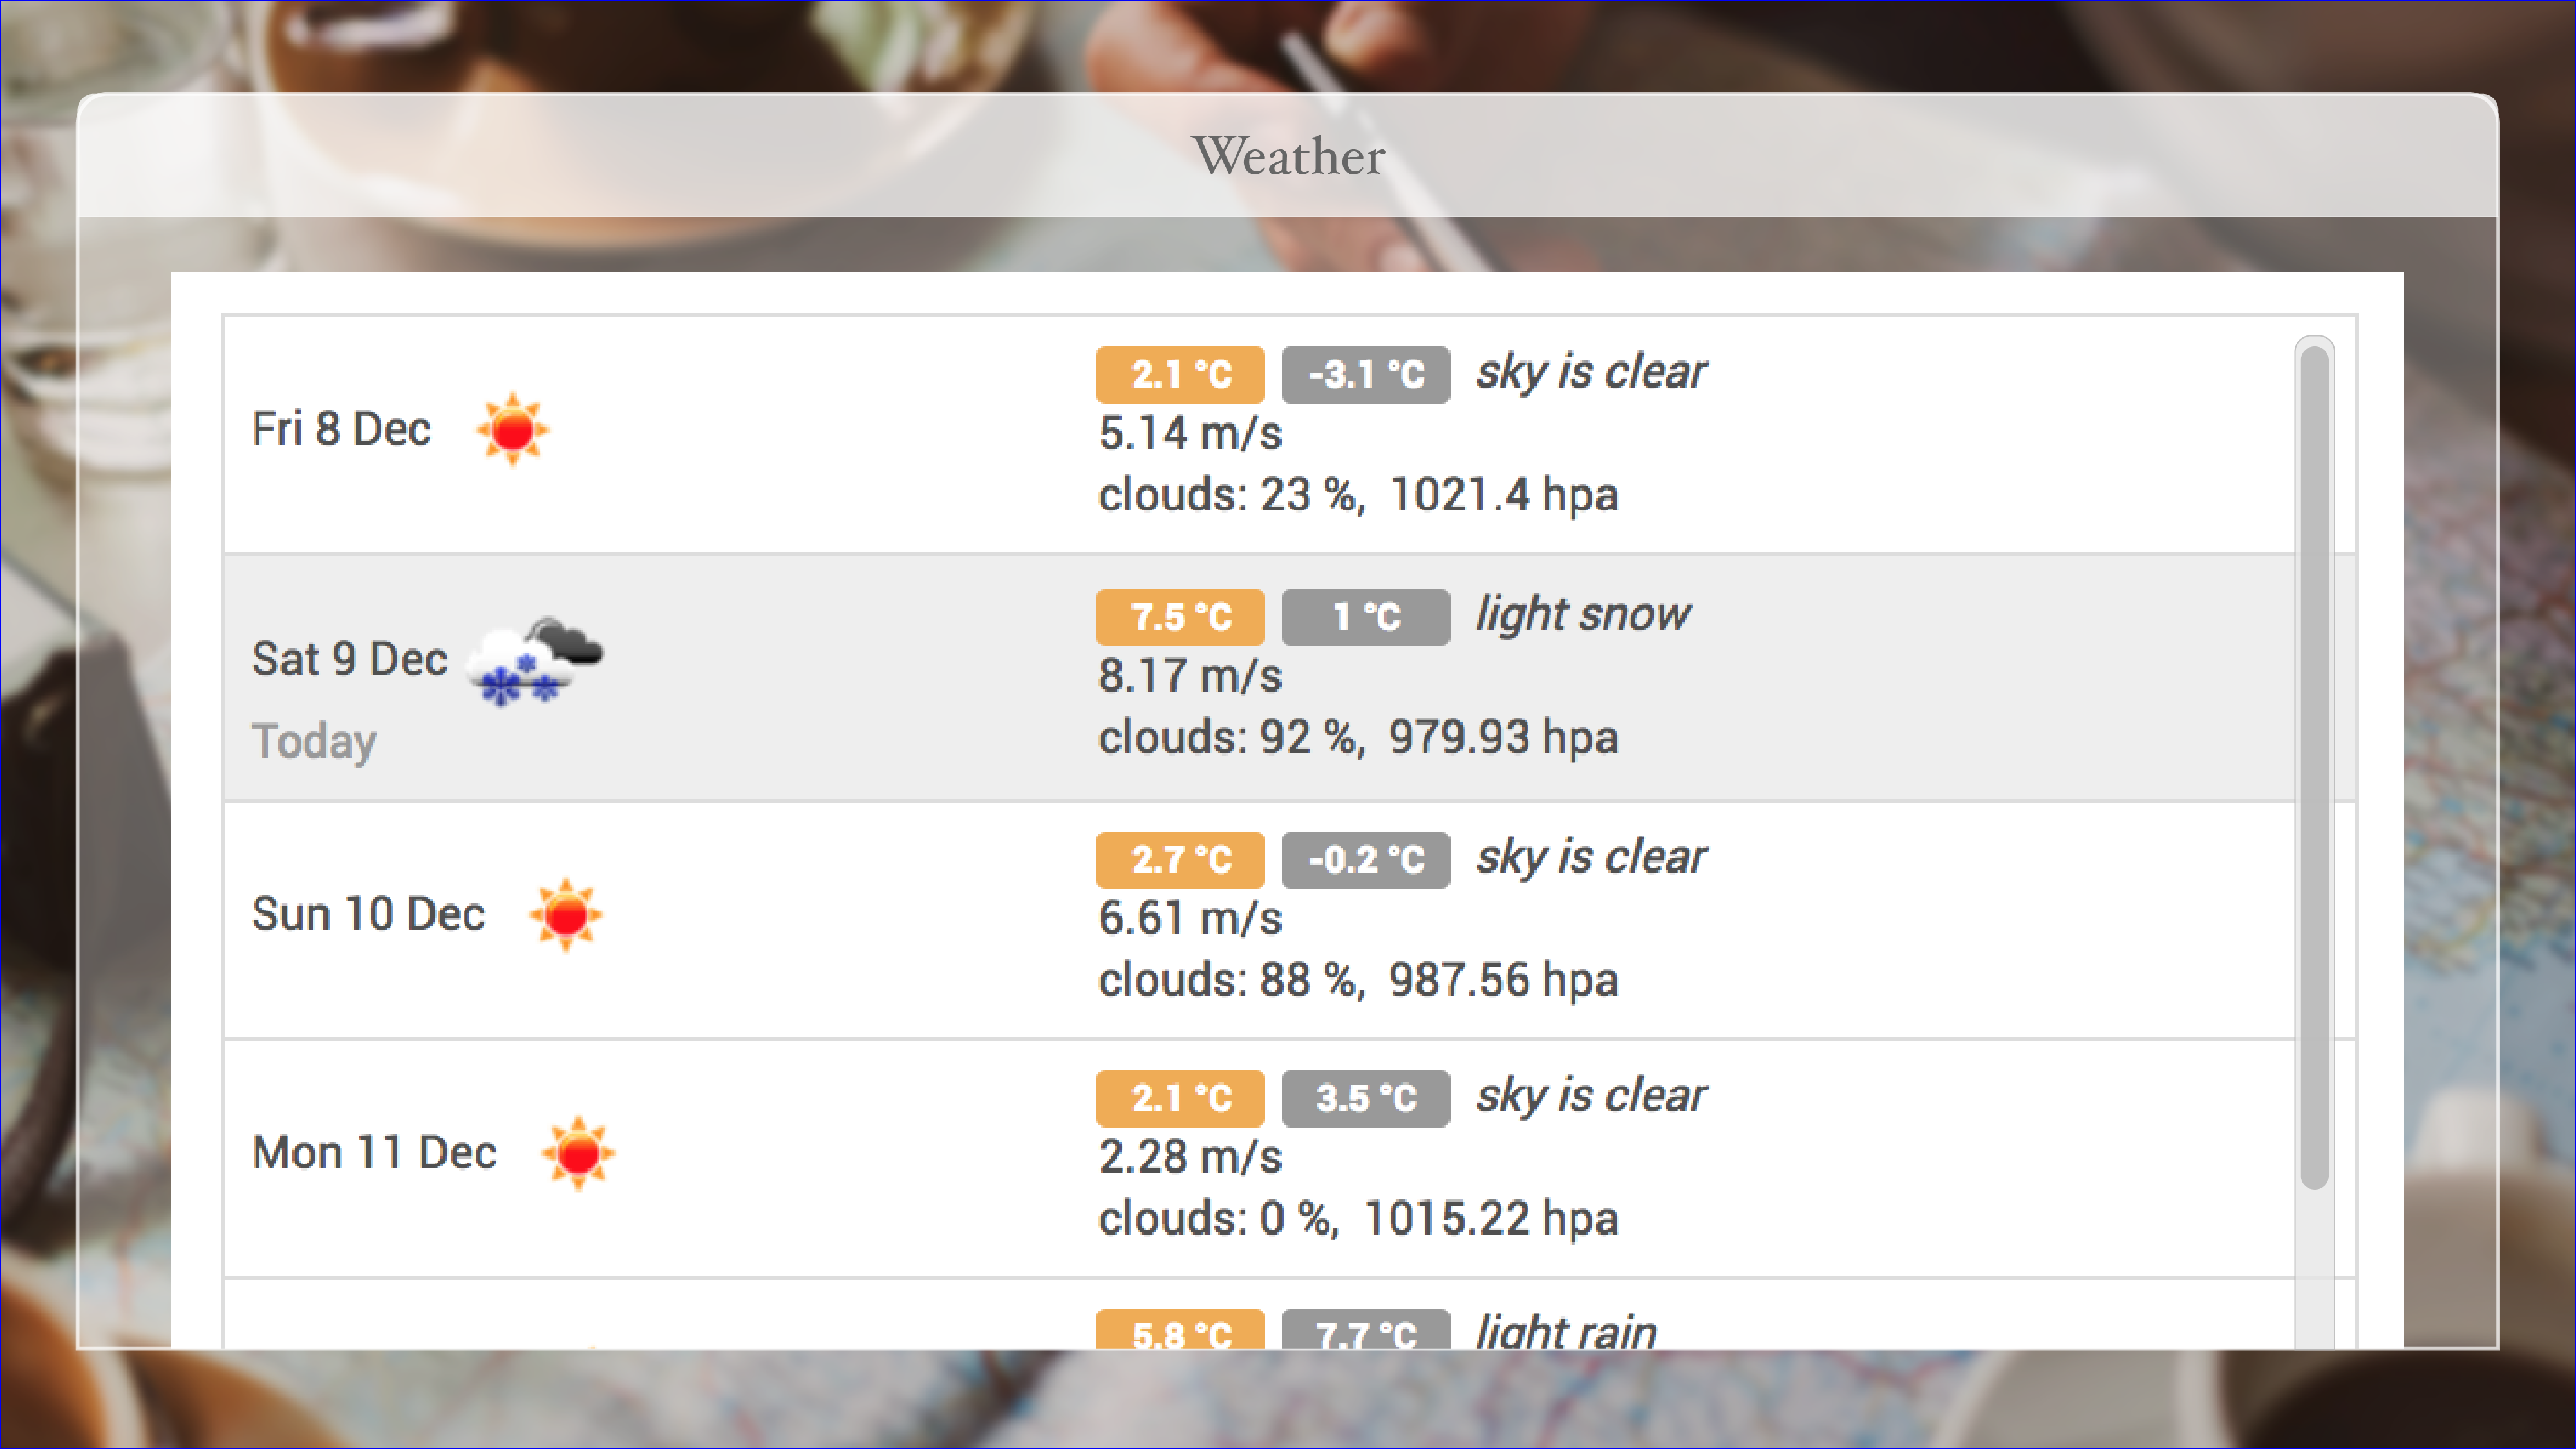 Weather
2.1 °C -3.1 °C sky is clear
Fri 8 Dec
5.14 m/s
clouds: 23 %, 1021.4 hpa
7.5 °C 1 °C light snow
Sat 9 Dec
8.17 m/s
Today
clouds: 92 %, 979.93 hpa
2.7 °C -0.2 °C sky is clear
Sun 10 Dec
6.61 m/s
clouds: 88 %, 987.56 hpa
2.1 °C 3.5 °C sky is clear
Mon 11 Dec
2.28 m/s
clouds: 0 %, 1015.22 hpa
5.8 °C 7.7 °C light rain